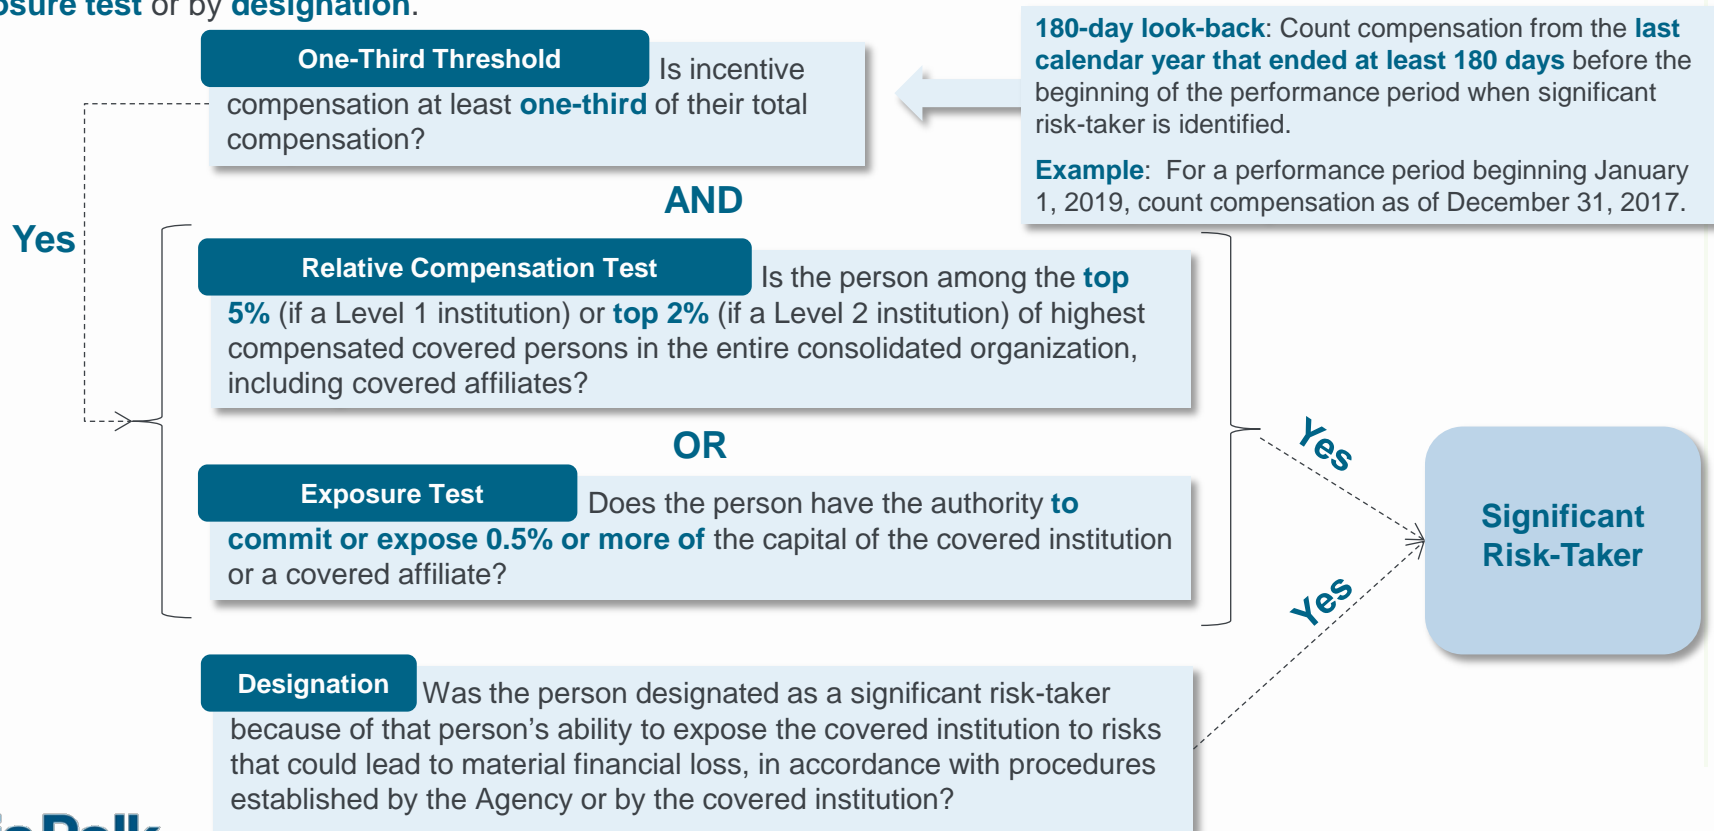 osure test or by designation.
One-Third Threshold
Is incentive
compensation at least one-third of their total
compensation?
180-day look-back: Count compensation from the last
calendar year that ended at least 180 days before the
beginning of the performance period when significant
risk-taker is identified.
Example: For a performance period beginning January
1, 2019, count compensation as of December 31, 2017.
AND
Yes
Relative Compensation Test
Is the person among the top
5% (if a Level 1 institution) or top 2% (if a Level 2 institution) of highest
compensated covered persons in the entire consolidated organization,
including covered affiliates?
OR
Yes
Exposure Test
Does the person have the authority to
commit or expose 0.5% or more of the capital of the covered institution
or a covered affiliate?
Significant
Risk-Taker
Yes
Designation
Was the person designated as a significant risk-taker
because of that person's ability to expose the covered institution to risks
that could lead to material financial loss, in accordance with procedures
established by the Agency or by the covered institution?
is Polk